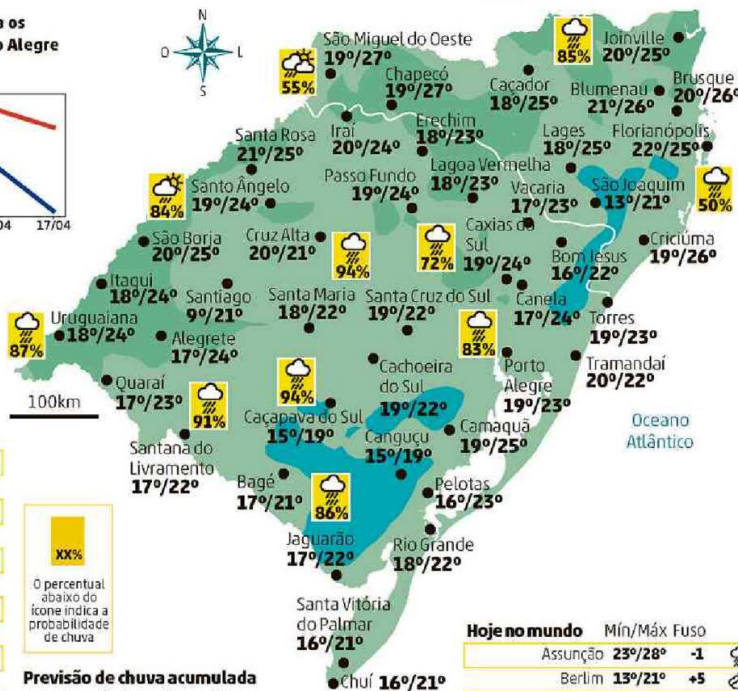 a os
o Alegre
04
17/04
N
O
L
S
São Miguel do Oeste
19º/27º
55%
Chapecó
19º/27º
85%
Joinville
20º/25º
Caçador
18º/25º
Blumenau
21º/26º
Brusque
20º/26º
Iraí
20º/24º
Erechim
18º/23º
Lages
18º/25º
Florianópolis
22º/25º
Santa Rosa
21º/25º
Lagoa Vermelha
18º/23º
50%
84%
Santo Ângelo
19º/24º
Passo Fundo
19º/24º
Vacaria
17º/23º
São Joaquim
13º/21º
São Borja
20º/25º
Cruz Alta
20º/21º
94%
72%
Caxias do
Sul
19º/24º
Bom Jesus
16º/22º
Criciúma
19º/26º
Itaqui
18º/24º
Santiago
9º/21º
Santa Maria
18º/22º
Santa Cruz do Sul
19º/22º
Canela
17º/24º
Torres
19º/23º
87%
Uruguaiana
18º/24º
Alegrete
17º/24º
83%
Porto
Alegre
19º/23º
Tramandaí
20º/22º
Quaraí
17º/23º
94%
Cachoeira
do Sul
19º/22º
100km
91%
Caçapava do Sul
15º/19º
Camaquã
19º/25º
Oceano
Atlântico
Santana do
Livramento
17º/22º
Canguçu
15º/19º
Bagé
17º/21º
86%
Pelotas
16º/23º
Jaguarão
17º/22º
Rio Grande
18º/22º
XX%
O percentual
abaixo do
ícone indica a
probabilidade
de chuva
Santa Vitória
do Palmar
16º/21º
Chuí 16º/21º
Hoje no mundo Mín/Máx Fuso
Assunção 23º/28º -1
Berlim 13º/21º +5
Previsão de chuva acumulada